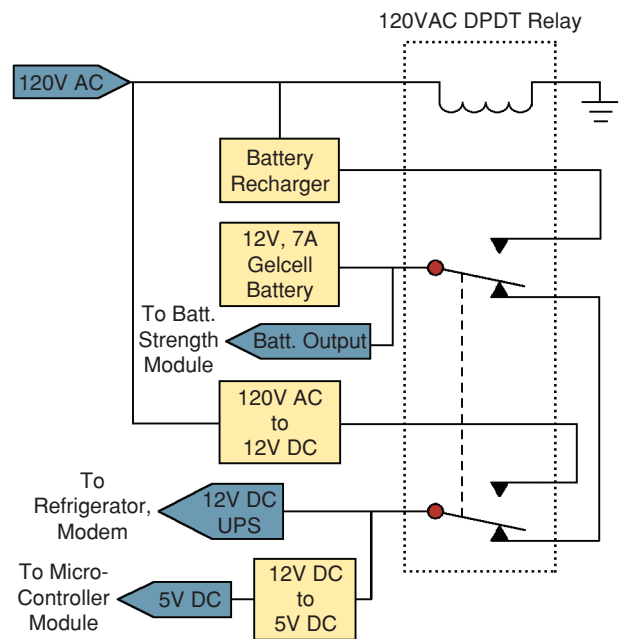 120VAC DPDT Relay
120V AC
Battery
Recharger
12V, 7A
Gelcell
Battery
To Batt.
Strength
Module
Batt. Output
120V AC
to
12V DC
To
Refrigerator,
Modem
12V DC
UPS
To Micro-
Controller
Module
5V DC
12V DC
to
5V DC